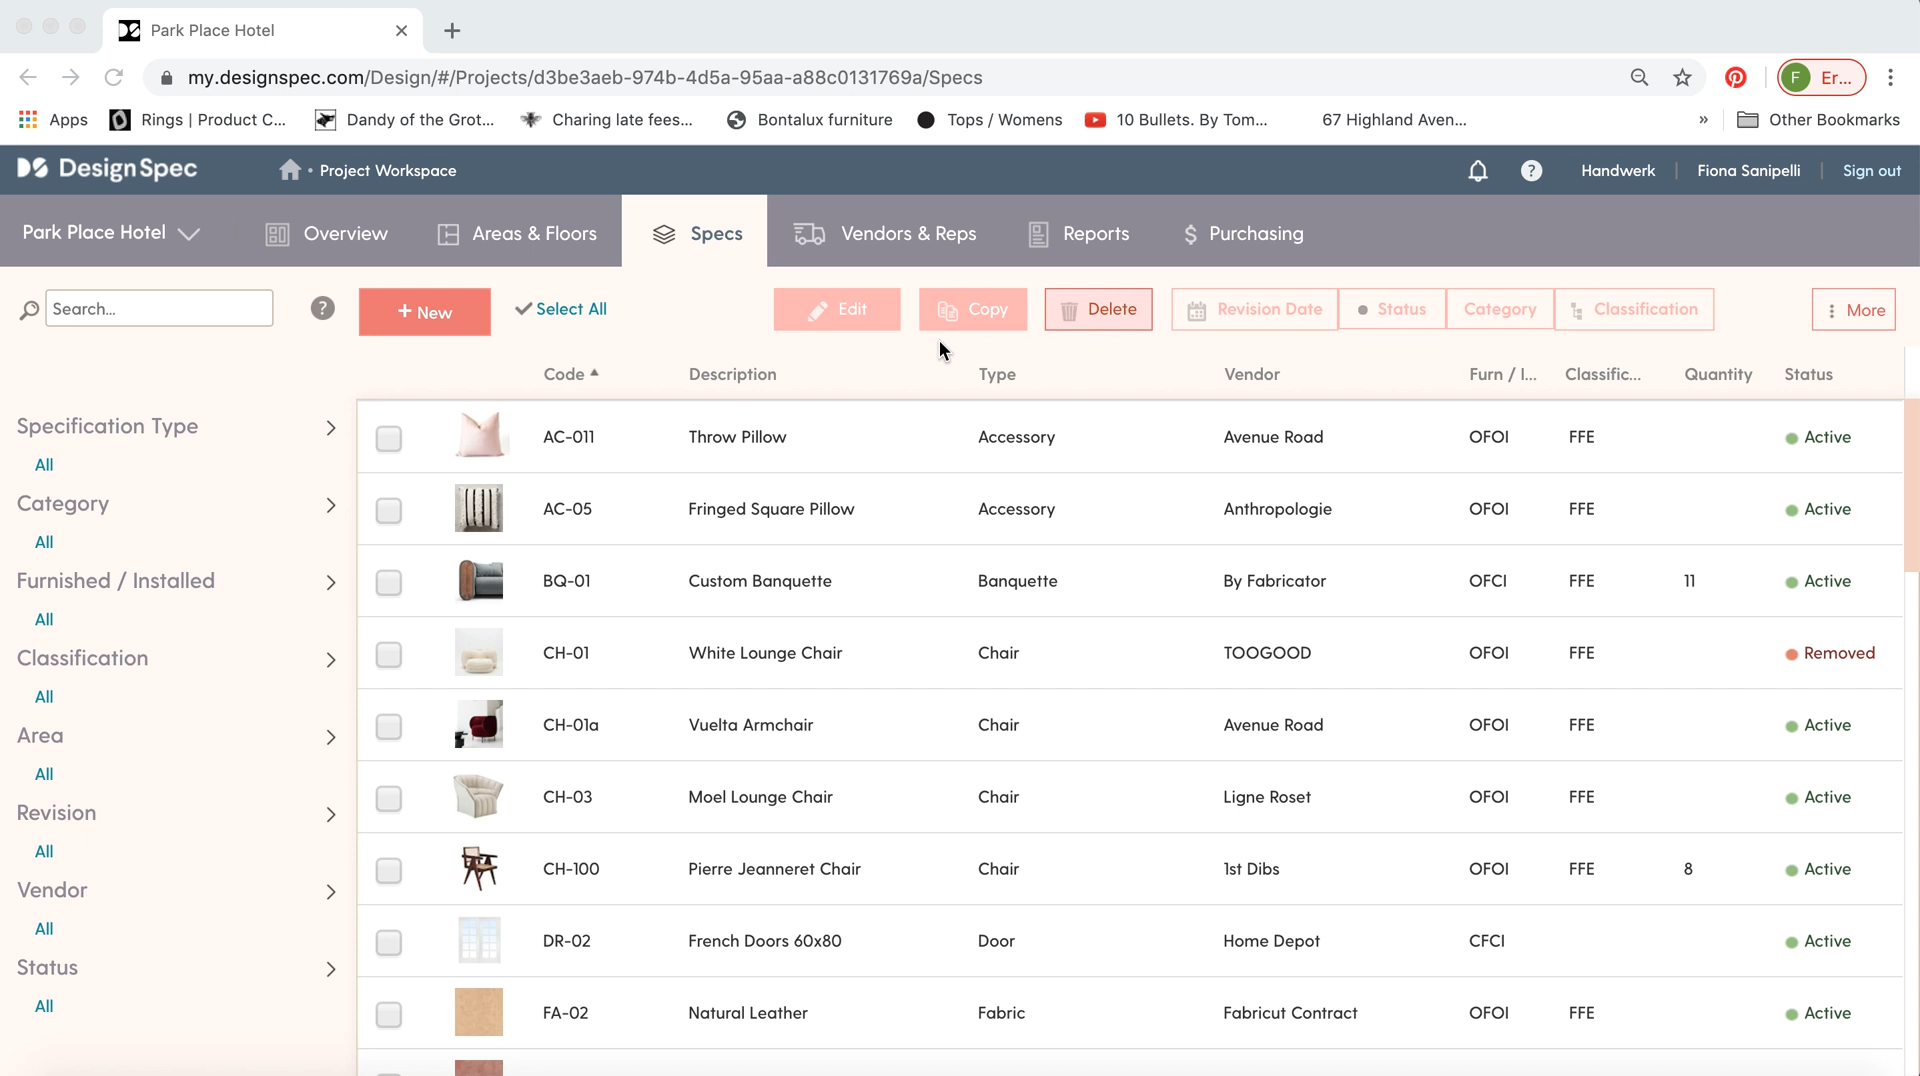 Park Place Hotel
my.designspec.com/Design/#/Projects/d3be3aeb-974b-4d5a-95aa-a88c0131769a/Specs
F Er...
Apps Rings | Product C... Dandy of the Grot... Charing late fees... Bontalux furniture Tops / Womens 10 Bullets. By Tom... 67 Highland Aven... » Other Bookmarks
DesignSpec • Project Workspace ? Handwerk Fiona Sanipelli Sign out
Park Place Hotel Overview Areas & Floors Specs Vendors & Reps Reports $ Purchasing
Search... ? + New Select All Edit Copy Delete Revision Date Status Category Classification More
Code Description Type Vendor Furn / I... Classific... Quantity Status
Specification Type
All
Category
All
Furnished / Installed
All
Classification
All
Area
All
Revision
All
Vendor
All
Status
All
AC-011 Throw Pillow Accessory Avenue Road OFOI FFE Active
AC-05 Fringed Square Pillow Accessory Anthropologie OFOI FFE Active
BQ-01 Custom Banquette Banquette By Fabricator OFCI FFE 11 Active
CH-01 White Lounge Chair Chair TOOGOOD OFOI FFE Removed
CH-01a Vuelta Armchair Chair Avenue Road OFOI FFE Active
CH-03 Moel Lounge Chair Chair Ligne Roset OFOI FFE Active
CH-100 Pierre Jeanneret Chair Chair 1st Dibs OFOI FFE 8 Active
DR-02 French Doors 60x80 Door Home Depot CFCI Active
FA-02 Natural Leather Fabric Fabricut Contract OFOI FFE Active